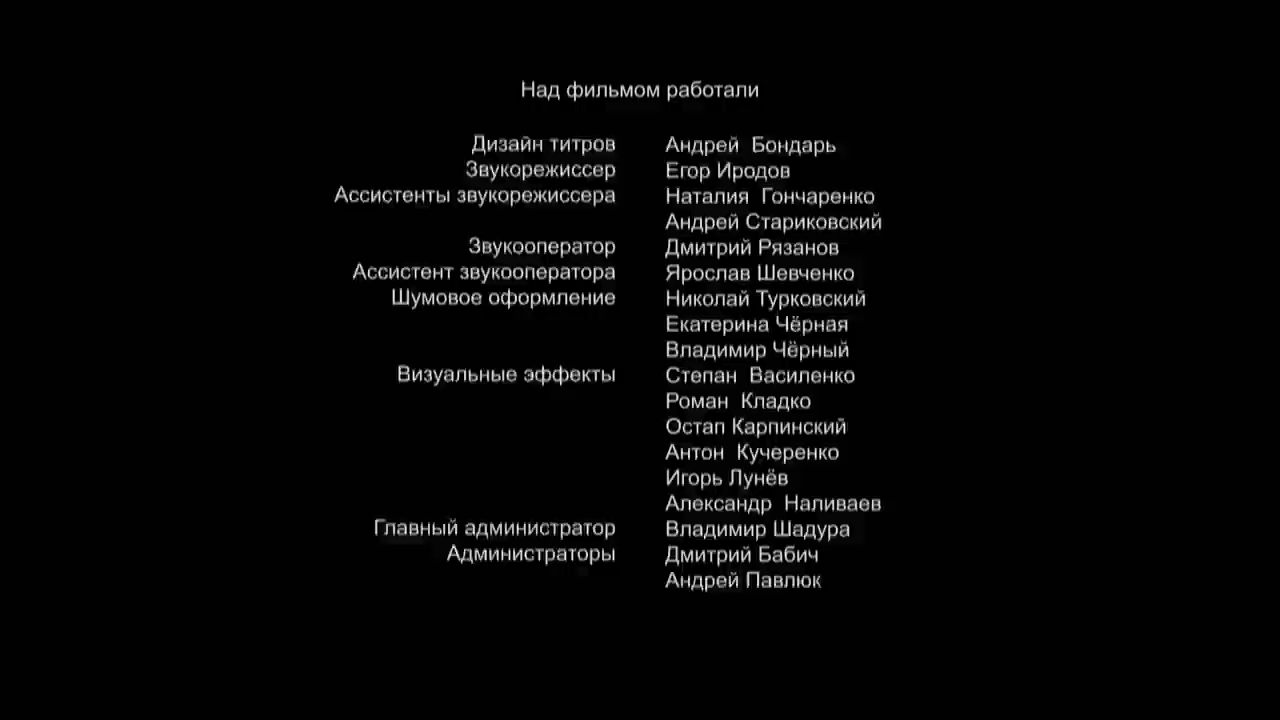 Над фильмом работали
Дизайн титров Андрей Бондарь
Звукорежиссер Егор Иродов
Ассистенты звукорежиссера Наталия Гончаренко
Андрей Стариковский
Звукооператор Дмитрий Рязанов
Ассистент звукооператора Ярослав Шевченко
Шумовое оформление Николай Турковский
Екатерина Чёрная
Владимир Чёрный
Визуальные эффекты Степан Василенко
Роман Кладко
Остап Карпинский
Антон Кучеренко
Игорь Лунёв
Александр Наливаев
Главный администратор Владимир Шадура
Администраторы Дмитрий Бабич
Андрей Павлюк